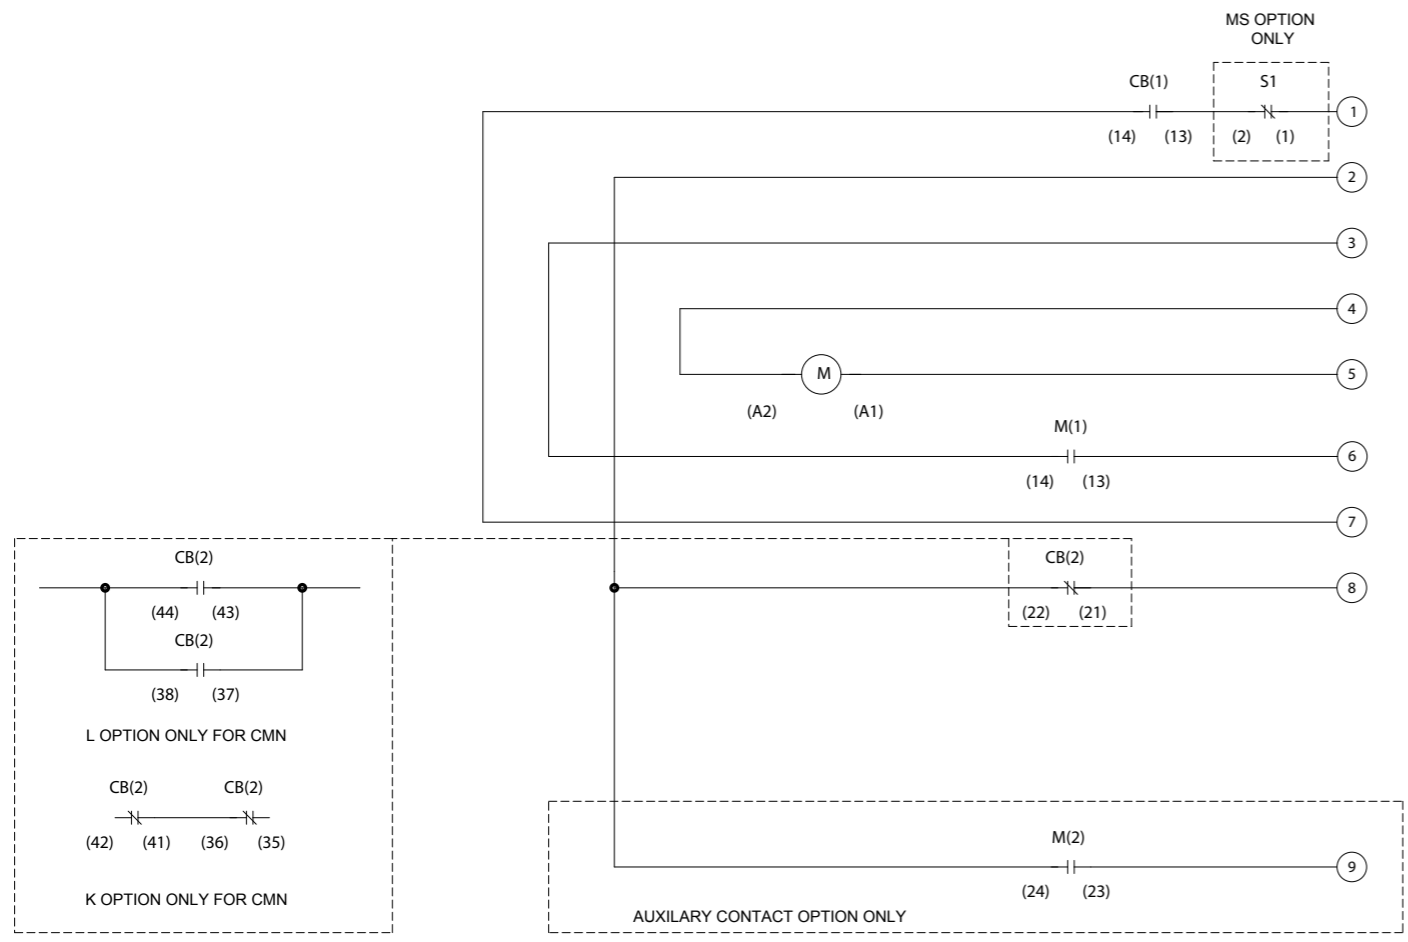 MS OPTION
ONLY
CB(1)
S1
(14) (13)
(2) (1)
1
2
3
4
M
5
(A2) (A1)
M(1)
6
(14) (13)
7
CB(2)
(44) (43)
CB(2)
(38) (37)
L OPTION ONLY FOR CMN
CB(2) CB(2)
(42) (41) (36) (35)
K OPTION ONLY FOR CMN
CB(2)
8
(22) (21)
M(2)
9
(24) (23)
AUXILARY CONTACT OPTION ONLY